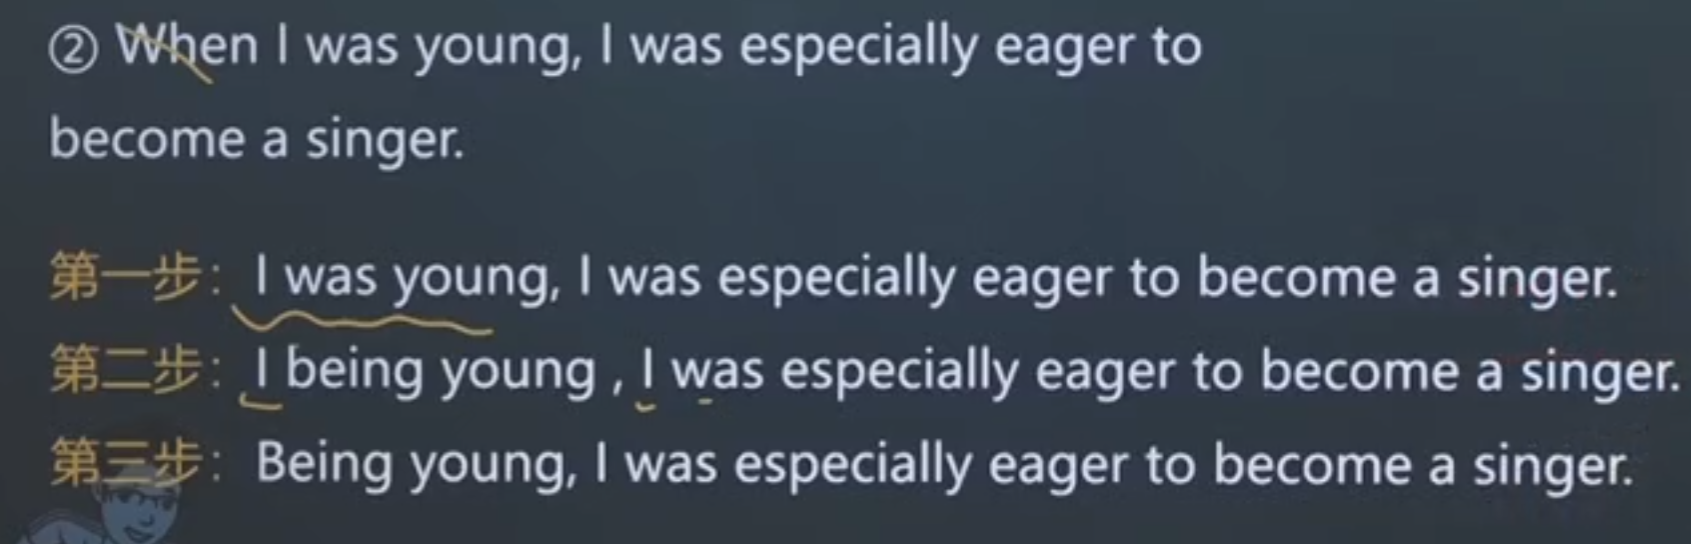 ② When I was young, I was especially eager to
become a singer.
第一步： I was young, I was especially eager to become a singer.
第二步： I being young , I was especially eager to become a singer.
第三步： Being young, I was especially eager to become a singer.